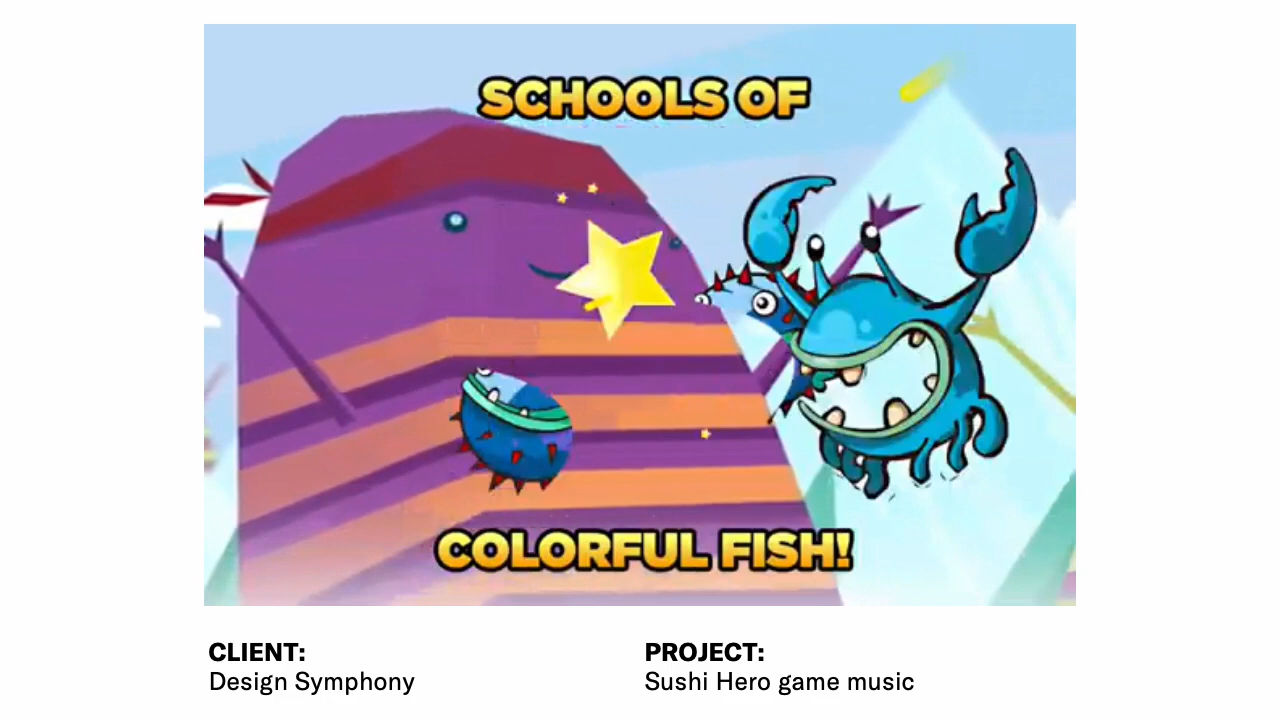 SCHOOLS OF
COLORFUL FISH!
CLIENT:
Design Symphony
PROJECT:
Sushi Hero game music